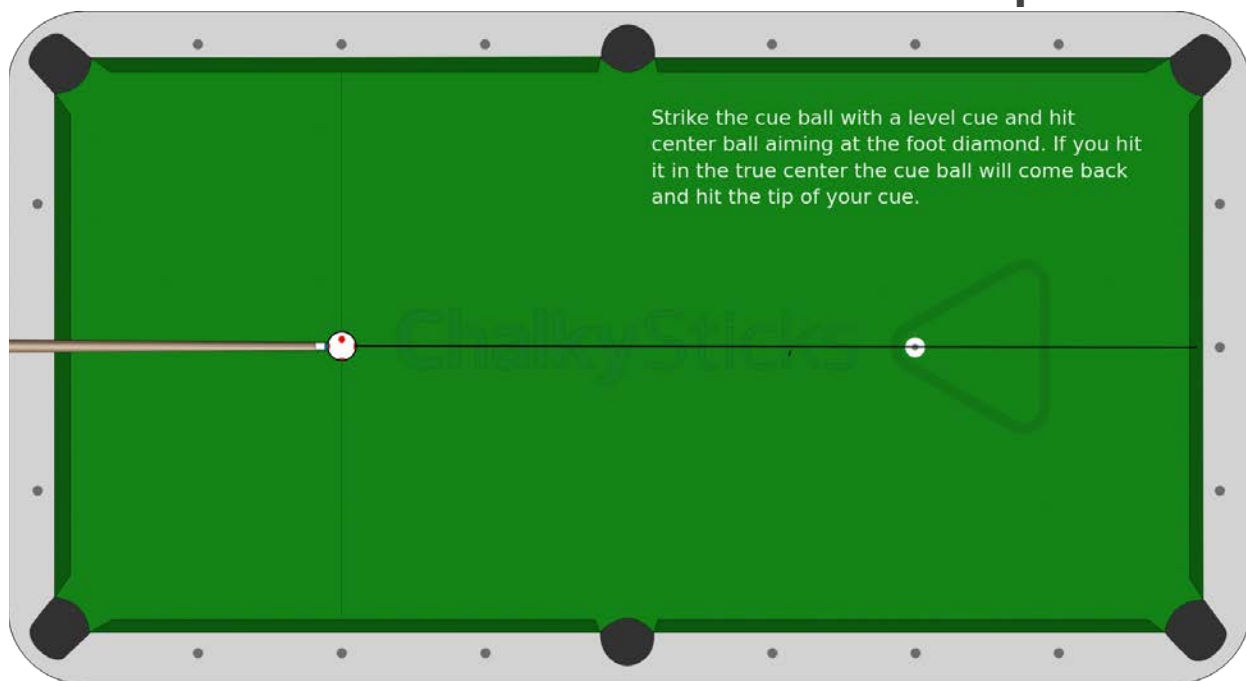 Strike the cue ball with a level cue and hit
center ball aiming at the foot diamond. If you hit
it in the true center the cue ball will come back
and hit the tip of your cue.
ChalkySticks